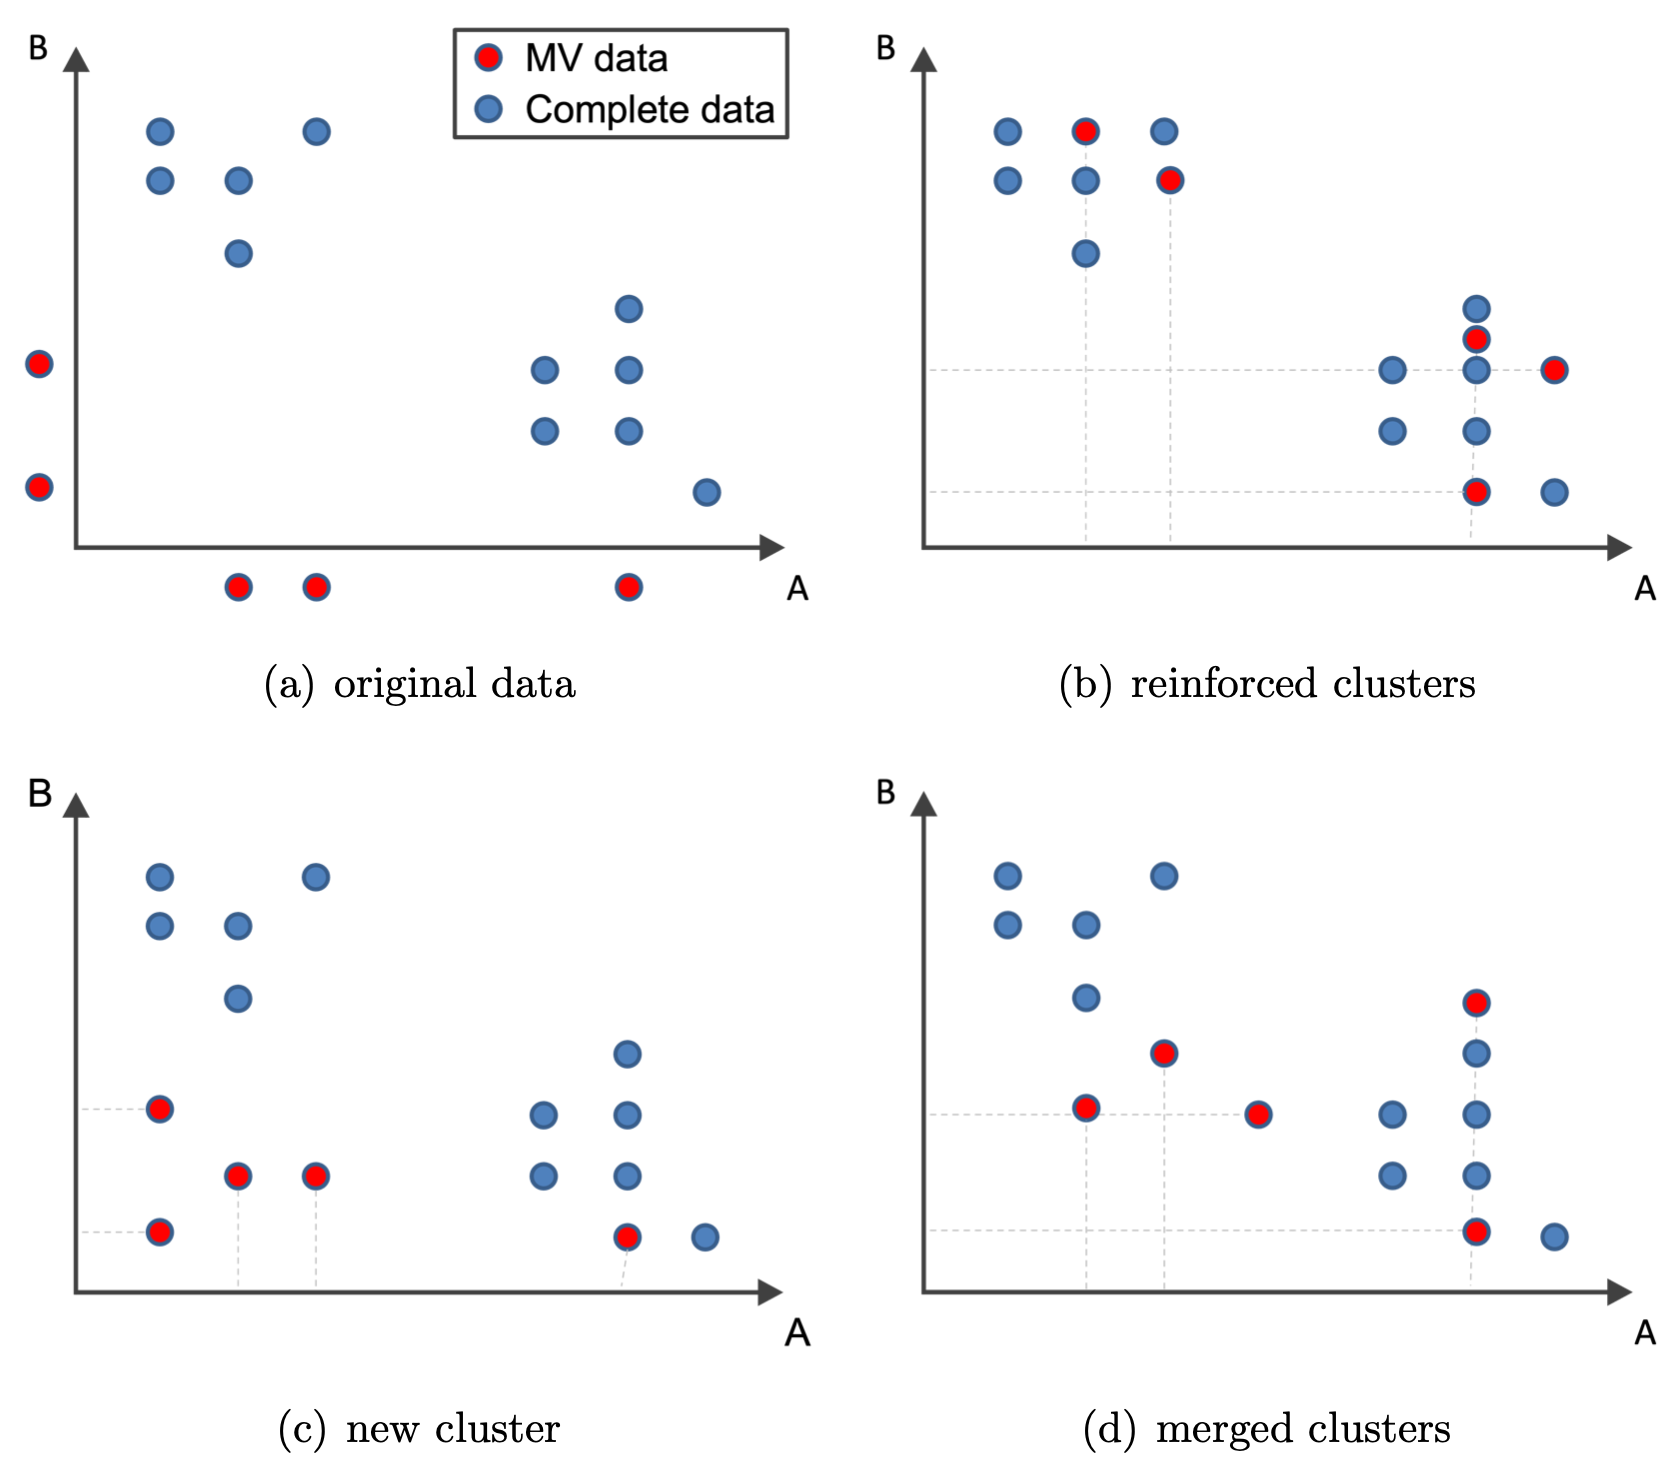 B
MV data
Complete data
A
(a) original data
B
A
(b) reinforced clusters
B
A
(c) new cluster
B
A
(d) merged clusters